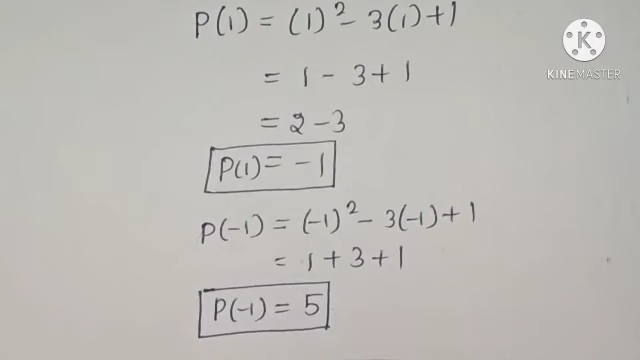 P(1) = (1)² - 3(1) + 1
= 1 - 3 + 1
= 2 - 3
P(1) = -1
P(-1) = (-1)² - 3(-1) + 1
= 1 + 3 + 1
P(-1) = 5
KINEMASTER